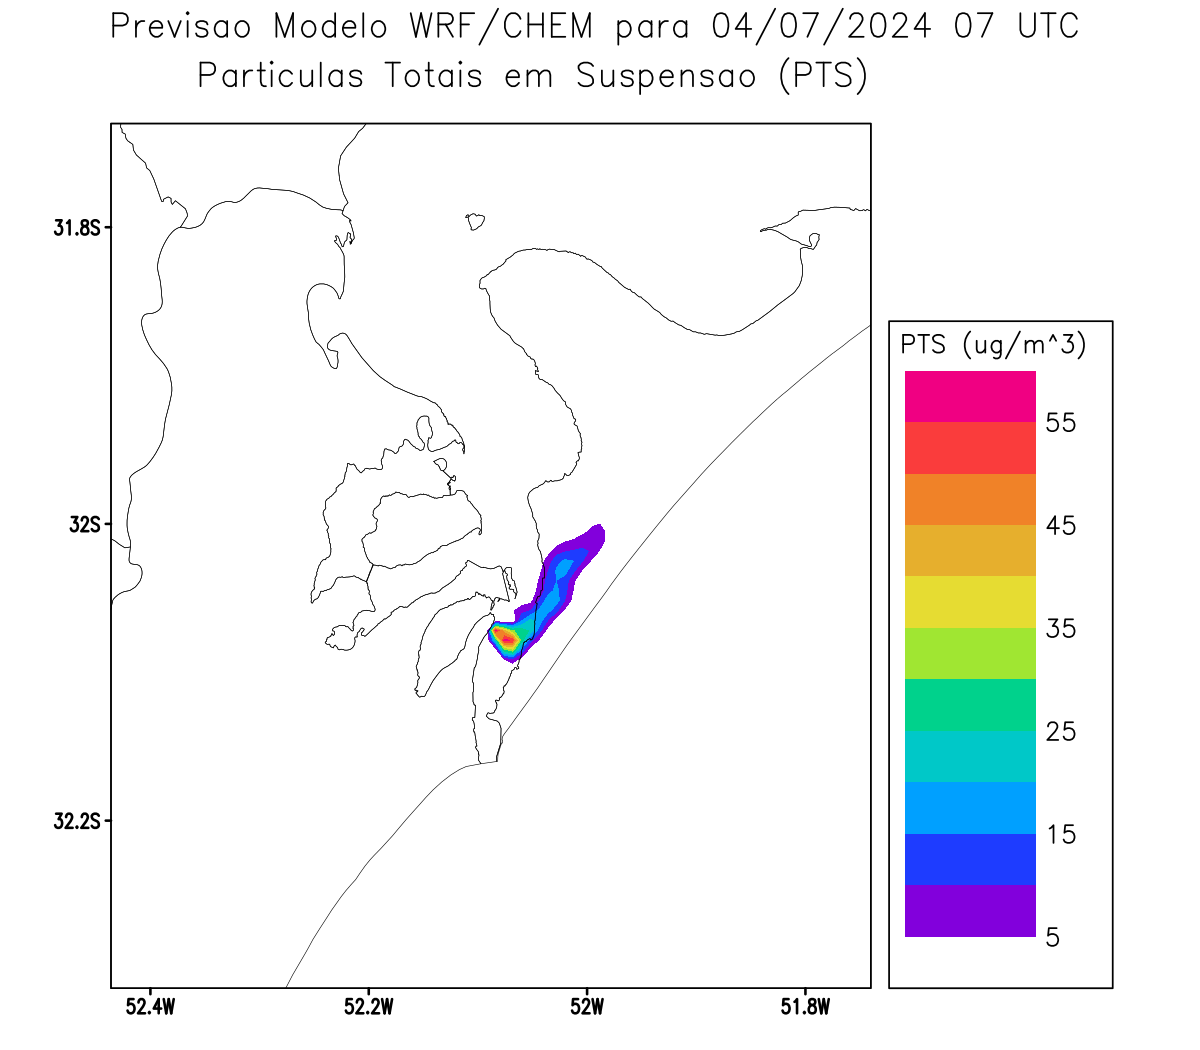 Previsao Modelo WRF/CHEM para 04/07/2024 07 UTC
Particulas Totais em Suspensao (PTS)
31.8S
32S
32.2S
52.4W
52.2W
52W
51.8W
PTS (ug/m^3)
55
45
35
25
15
5